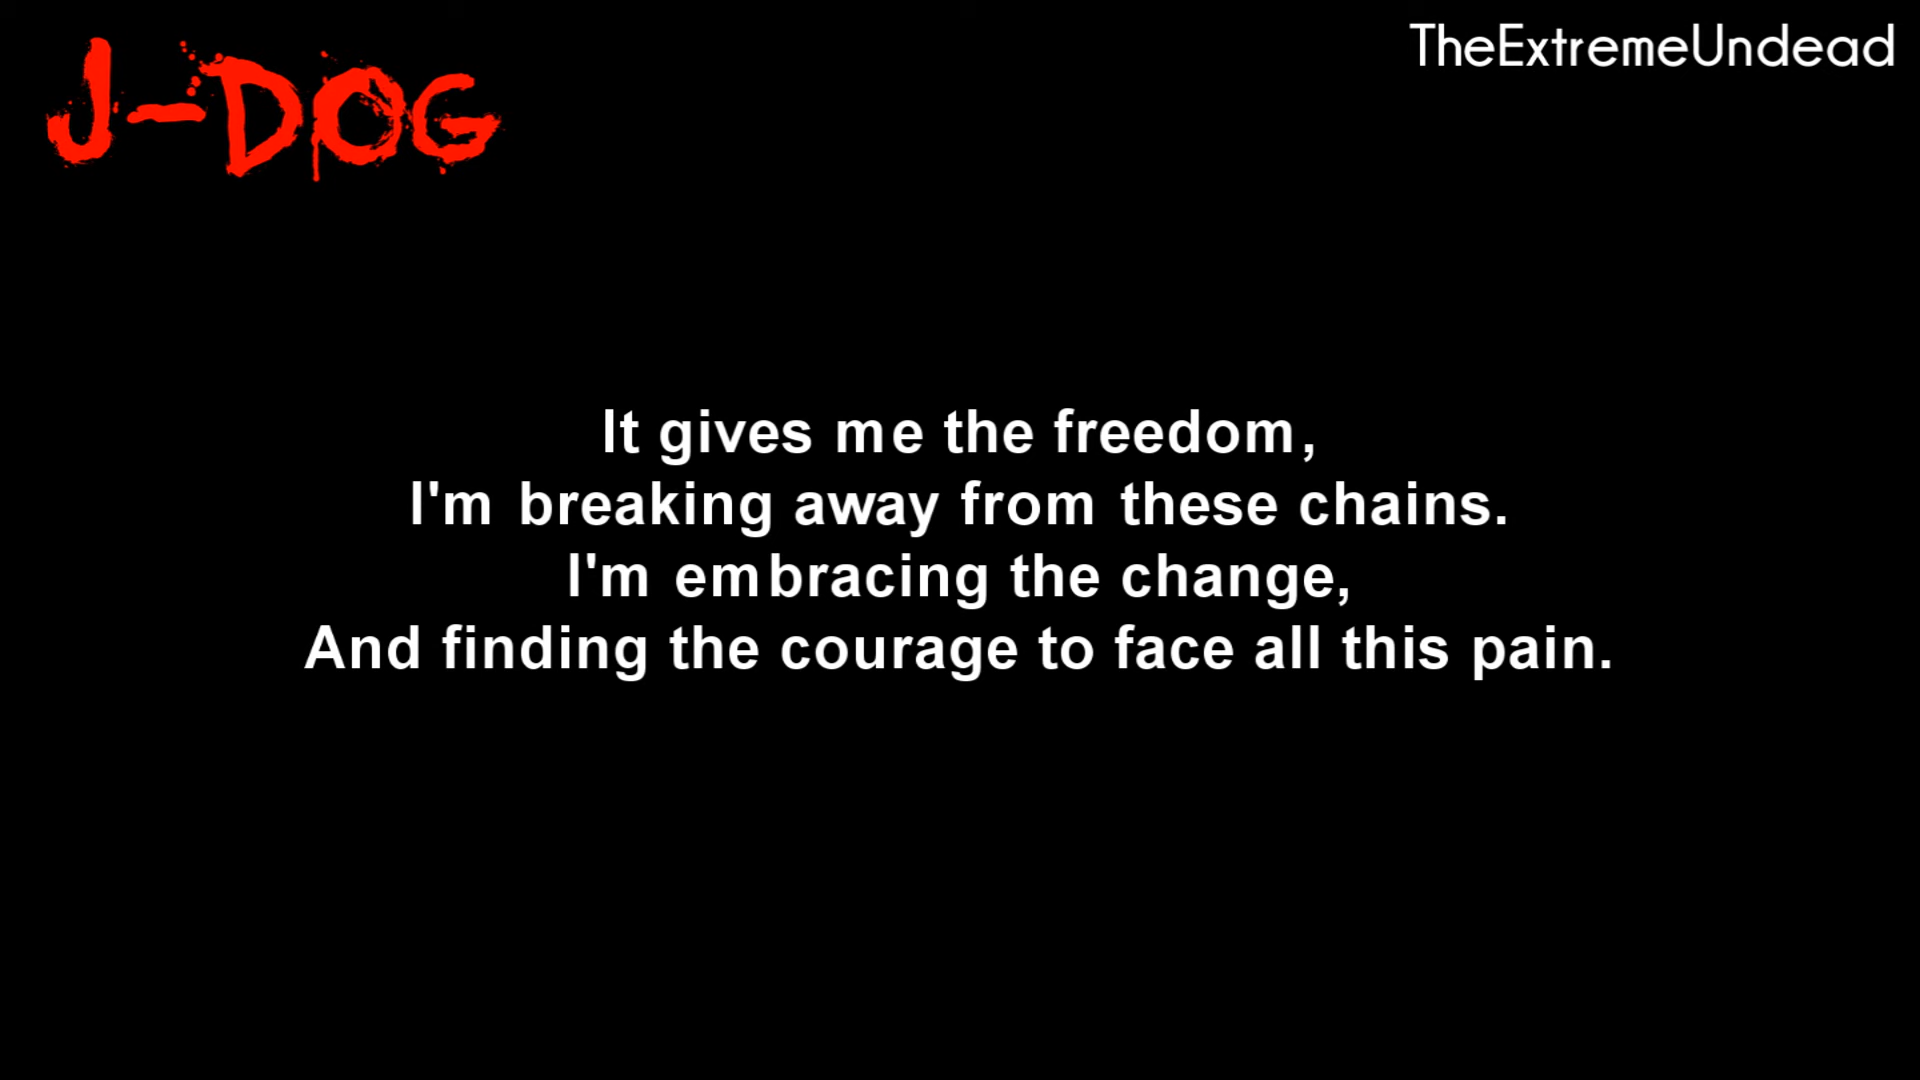 J-DOG
TheExtremeUndead
It gives me the freedom,
I'm breaking away from these chains.
I'm embracing the change,
And finding the courage to face all this pain.